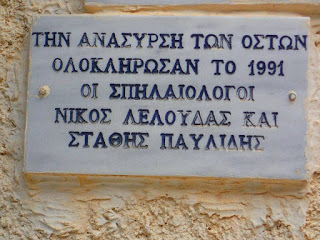 ΤΗΝ ΑΝΑΣΥΡΣΗ ΤΩΝ ΟΣΤΩΝ
ΟΛΟΚΛΗΡΩΣΑΝ ΤΟ 1991
ΟΙ ΣΠΗΛΑΙΟΛΟΓΟΙ
ΝΙΚΟΣ ΛΕΛΟΥΔΑΣ ΚΑΙ
ΣΤΑΘΗΣ ΠΑΥΛΙΔΗΣ